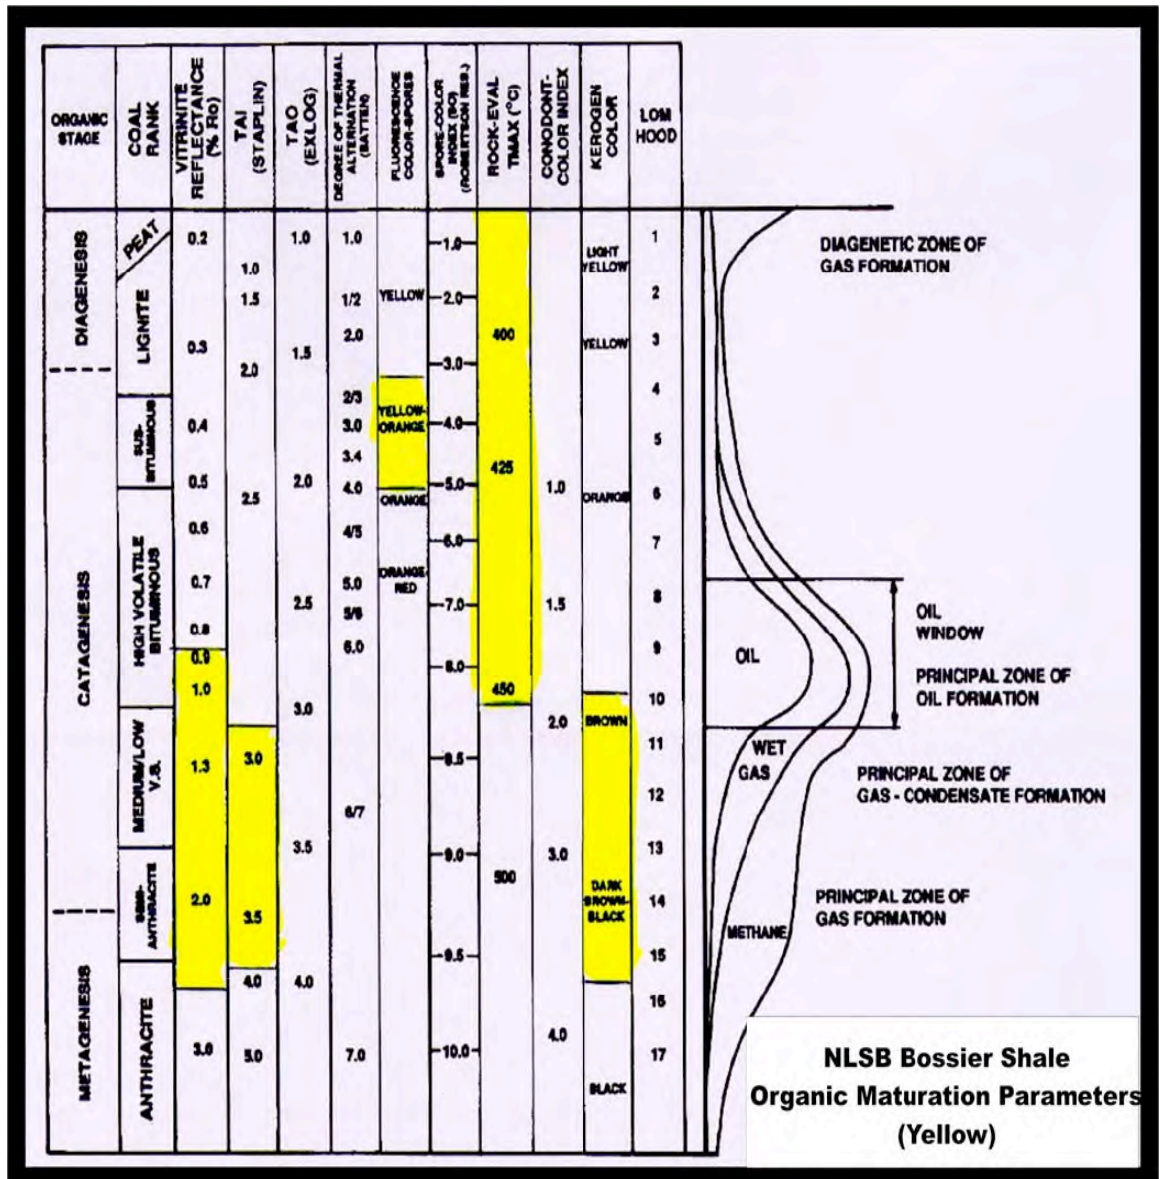 ORGANIC
STAGE
COAL
RANK
VITRINITE
REFLECTANCE
(% Ro)
TAI
(STAPLIN)
TAO
(EXLOG)
DEGREE OF THERMAL
ALTERNATION
(BATTEN)
FLUORESCENCE
COLOR-SPORES
SPORE-COLOR
INDEX (ISO)
(ROBERTSON RES.)
ROCK-EVAL
TMAX (°C)
CONODONT-
COLOR INDEX
KEROGEN
COLOR
LOM
HOOD
DIAGENESIS
CATAGENESIS
METAGENESIS
PEAT
LIGNITE
SUB-
BITUMINOUS
HIGH VOLATILE
BITUMINOUS
MEDIUM/LOW
V.B.
SEMI-
ANTHRACITE
ANTHRACITE
0.2
0.3
0.4
0.5
0.6
0.7
0.8
0.9
1.0
1.3
2.0
3.0
1.0
1.5
2.0
2.5
3.0
3.5
4.0
5.0
1.0
1.5
2.0
2.5
3.0
3.5
4.0
1.0
1/2
2.0
2/3
3.0
3.4
4.0
4/5
5.0
5/6
6.0
6/7
7.0
YELLOW
YELLOW-
ORANGE
ORANGE
ORANGE
RED
1.0
2.0
3.0
4.0
5.0
6.0
7.0
8.0
8.5
9.0
9.5
10.0
400
425
450
500
1.0
1.5
2.0
3.0
4.0
LIGHT
YELLOW
YELLOW
ORANGE
BROWN
DARK
BROWN-
BLACK
BLACK
1
2
3
4
5
6
7
8
9
10
11
12
13
14
15
16
17
DIAGENETIC ZONE OF
GAS FORMATION
OIL
WINDOW
OIL
PRINCIPAL ZONE OF
OIL FORMATION
WET
GAS
PRINCIPAL ZONE OF
GAS - CONDENSATE FORMATION
PRINCIPAL ZONE OF
GAS FORMATION
METHANE
NLSB Bossier Shale
Organic Maturation Parameters
(Yellow)